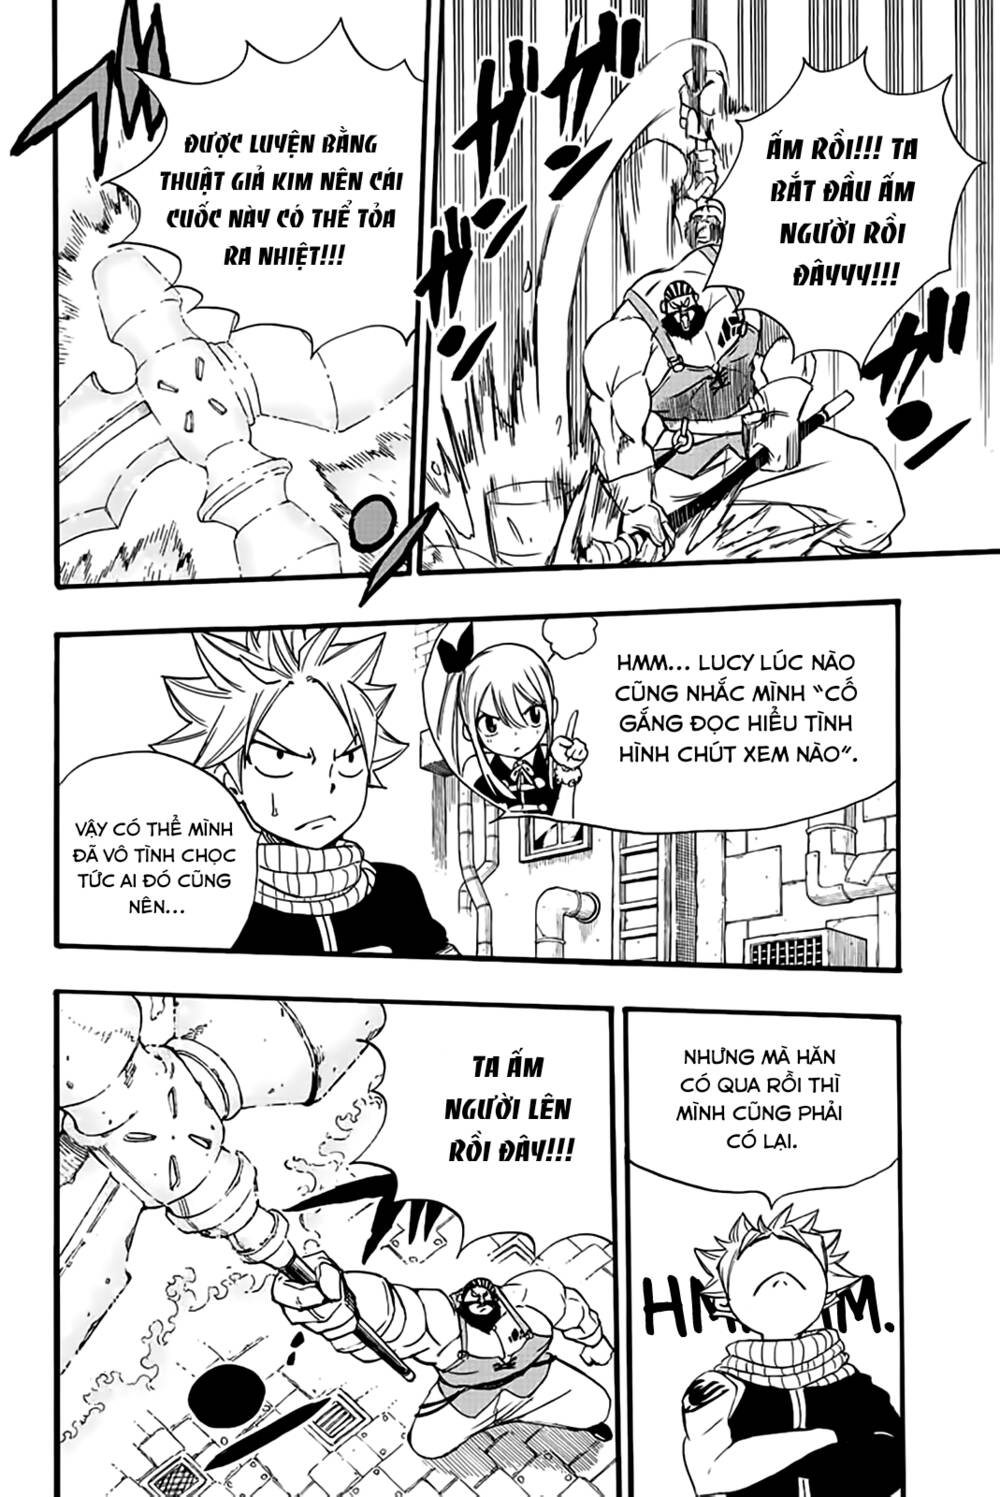 ẤM RỒI!!! TA
BẮT ĐẦU ẤM
NGƯỜI RỒI
ĐÂYYY!!!
ĐƯỢC LUYỆN BẰNG
THUẬT GIẢ KIM NÊN CÁI
CUỐC NÀY CÓ THỂ TỎA
RA NHIỆT!!!
HMM... LUCY LÚC NÀO
CŨNG NHẮC MÌNH “CỐ
GẮNG ĐỌC HIỂU TÌNH
HÌNH CHÚT XEM NÀO”.
VẬY CÓ THỂ MÌNH
ĐÃ VÔ TÌNH CHỌC
TỨC AI ĐÓ CŨNG
NÊN...
NHƯNG MÀ HĂN
CÓ QUA RỒI THÌ
MÌNH CŨNG PHẢI
CÓ LẠI.
TA ẤM
NGƯỜI LÊN
RỒI ĐÂY!!!